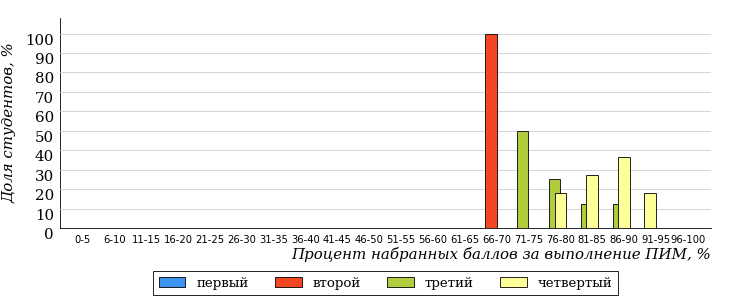 Доля студентов, %
100
90
80
70
60
50
40
30
20
10
0
0-5 6-10 11-15 16-20 21-25 26-30 31-35 36-40 41-45 46-50 51-55 56-60 61-65 66-70 71-75 76-80 81-85 86-90 91-95 96-100
Процент набранных баллов за выполнение ПИМ, %
первый второй третий четвертый